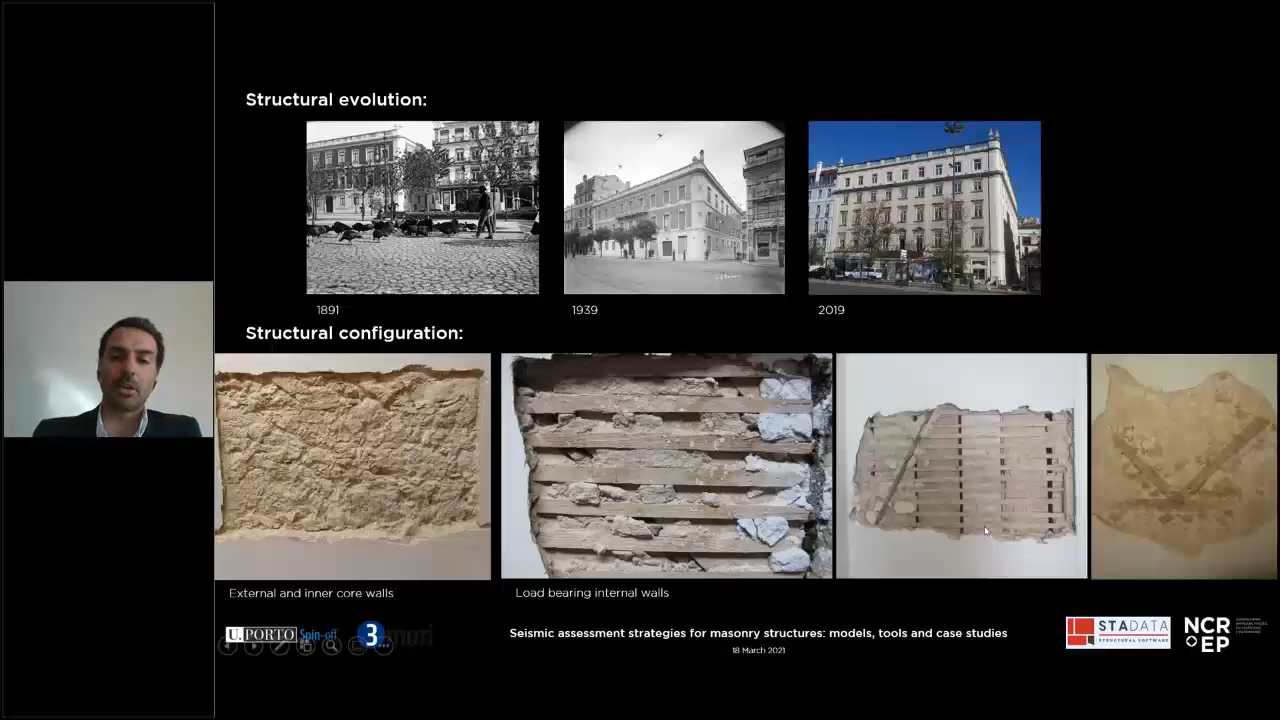 Structural evolution:
1891
1939
2019
Structural configuration:
External and inner core walls
Load bearing internal walls
U.PORTO Spin-off
3muri
Seismic assessment strategies for masonry structures: models, tools and case studies
18 March 2021
STADATA
STRUCTURAL SOFTWARE
NCR
EP